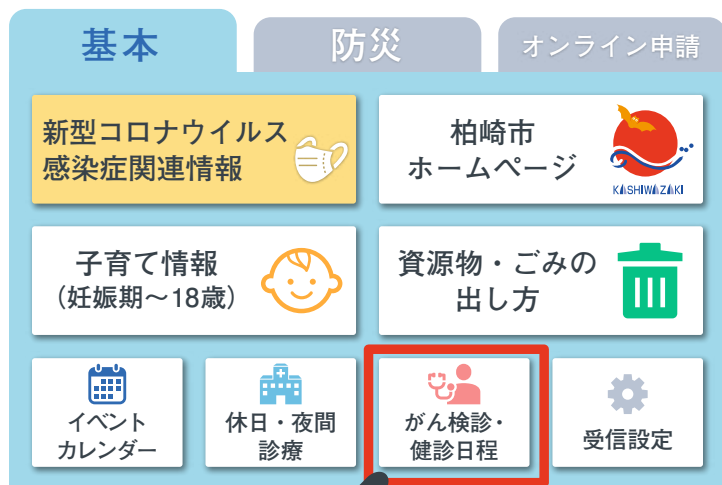 基本
防災
オンライン申請
新型コロナウイルス
感染症関連情報
柏崎市
ホームページ
KASHIWAZAKI
子育て情報
（妊娠期～18歳）
資源物・ごみの
出し方
イベント
カレンダー
休日・夜間
診療
がん検診・
健診日程
受信設定